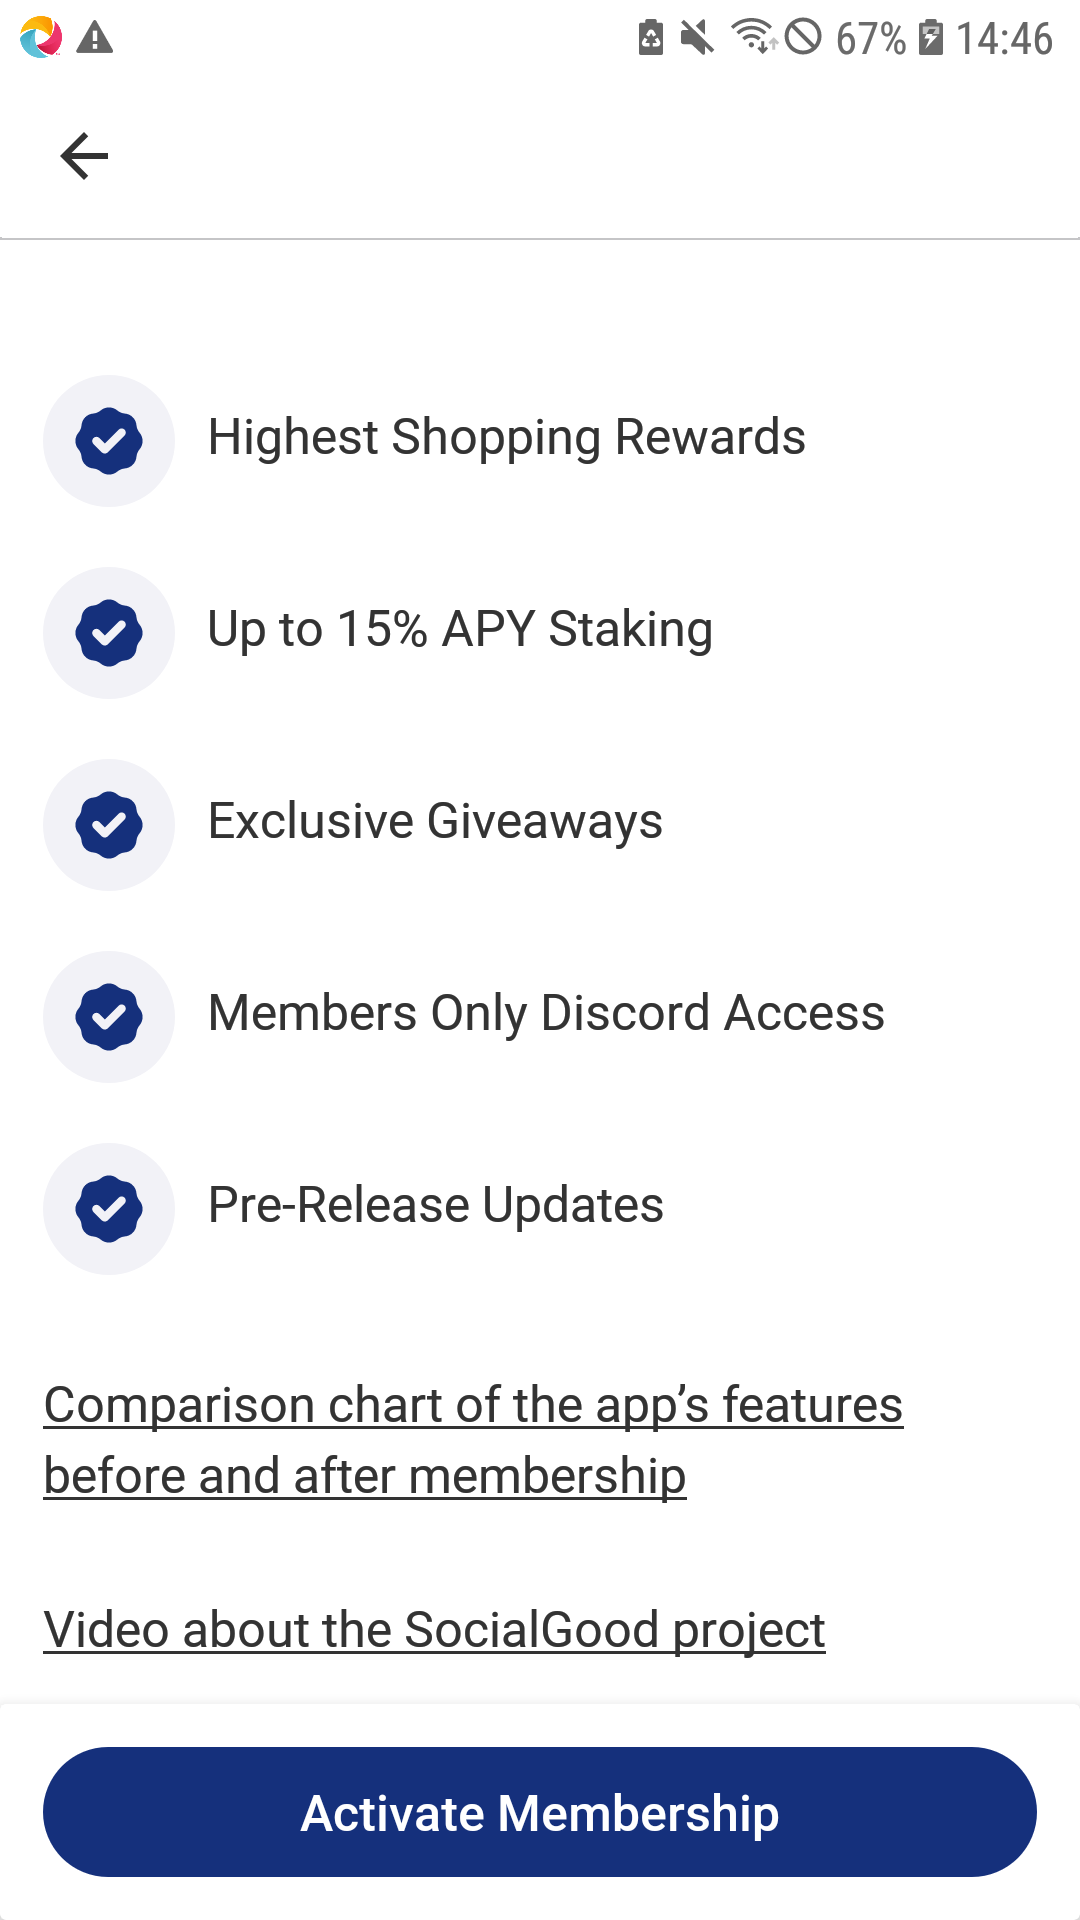 67% 14:46
Highest Shopping Rewards
Up to 15% APY Staking
Exclusive Giveaways
Members Only Discord Access
Pre-Release Updates
Comparison chart of the app’s features
before and after membership
Video about the SocialGood project
Activate Membership